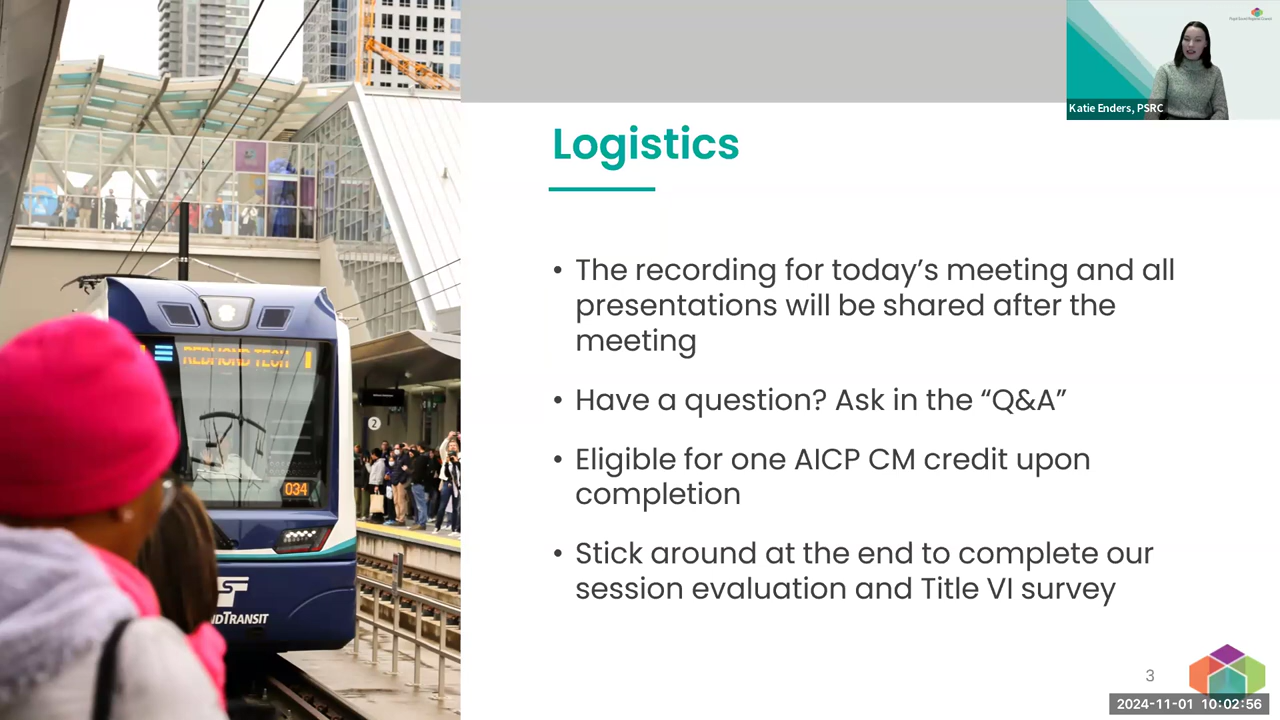 Katie Enders, PSRC
Logistics
• The recording for today’s meeting and all
presentations will be shared after the
meeting
• Have a question? Ask in the “Q&A”
• Eligible for one AICP CM credit upon
completion
• Stick around at the end to complete our
session evaluation and Title VI survey
REDMOND TECH
2
034
NDTRANSIT
3
2024-11-01 10:02:56